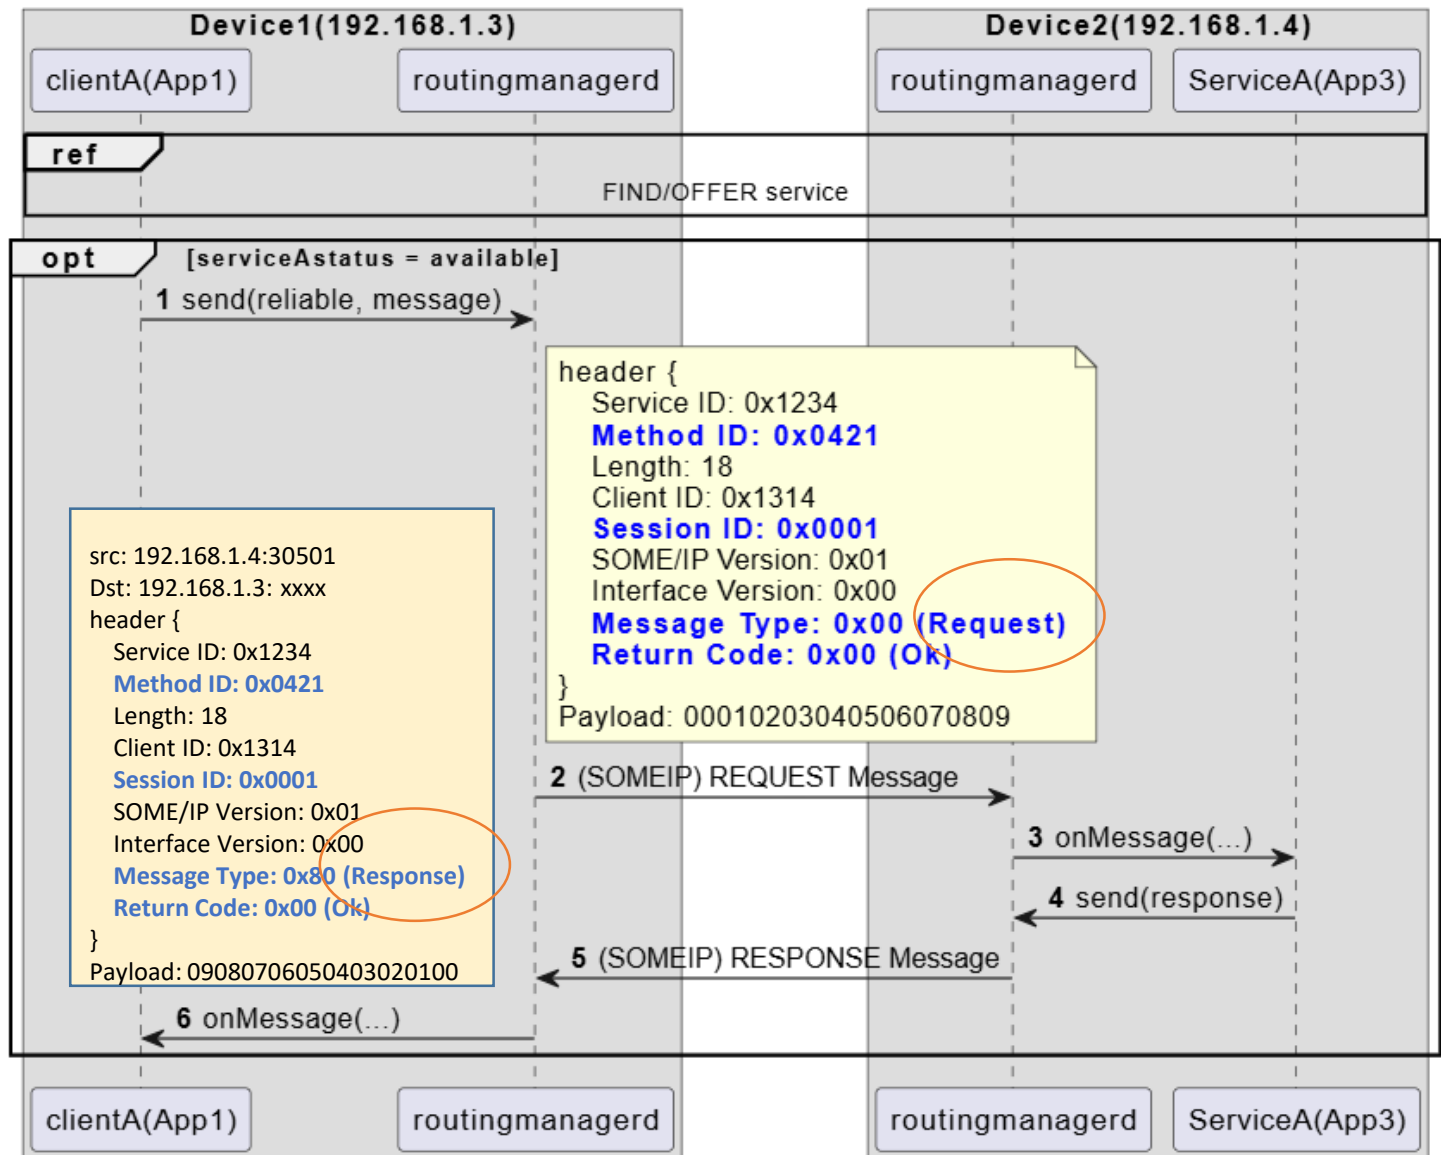 Device1(192.168.1.3)
Device2(192.168.1.4)
clientA(App1)
routingmanagerd
routingmanagerd
ServiceA(App3)
ref
FIND/OFFER service
opt
[serviceAstatus = available]
1 send(reliable, message)
header {
Service ID: 0x1234
Method ID: 0x0421
Length: 18
Client ID: 0x1314
Session ID: 0x0001
SOME/IP Version: 0x01
Interface Version: 0x00
Message Type: 0x00 (Request)
Return Code: 0x00 (Ok)
}
Payload: 00010203040506070809
src: 192.168.1.4:30501
Dst: 192.168.1.3: xxxx
header {
Service ID: 0x1234
Method ID: 0x0421
Length: 18
Client ID: 0x1314
Session ID: 0x0001
SOME/IP Version: 0x01
Interface Version: 0x00
Message Type: 0x80 (Response)
Return Code: 0x00 (Ok)
}
Payload: 09080706050403020100
2 (SOMEIP) REQUEST Message
3 onMessage(...)
4 send(response)
5 (SOMEIP) RESPONSE Message
6 onMessage(...)
clientA(App1)
routingmanagerd
routingmanagerd
ServiceA(App3)